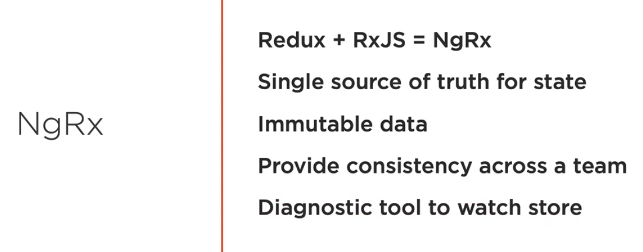 NgRx
Redux + RxJS = NgRx
Single source of truth for state
Immutable data
Provide consistency across a team
Diagnostic tool to watch store